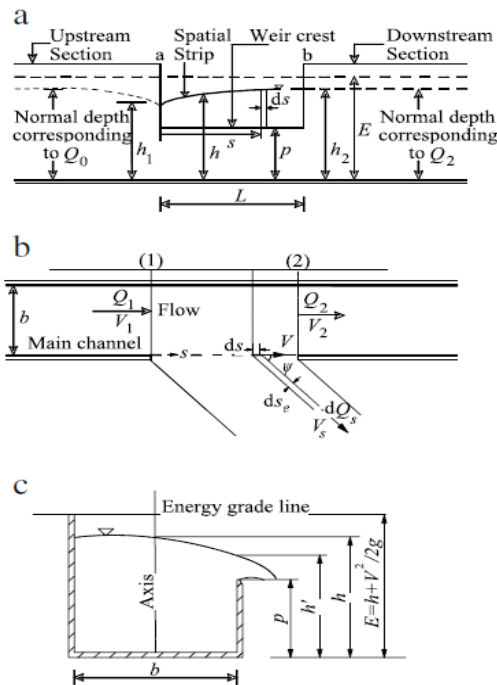 a
Upstream Section
a
Spatial Strip
Weir crest
b
Downstream Section
Normal depth corresponding to Q₀
h₁
s
h
ds
p
h₂
E
Normal depth corresponding to Q₂
L
b
(1)
(2)
Q₁
V₁
Flow
Q₂
V₂
b
Main channel
s
ds
V
ψ
dsₑ
dQₛ
Vₛ
c
Energy grade line
Axis
p
h'
h
E=h+V²/2g
b